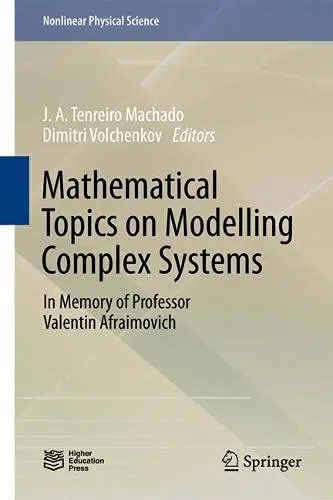 Nonlinear Physical Science
J. A. Tenreiro Machado
Dimitri Volchenkov Editors
Mathematical
Topics on Modelling
Complex Systems
In Memory of Professor
Valentin Afraimovich
Higher
Education
Press
Springer